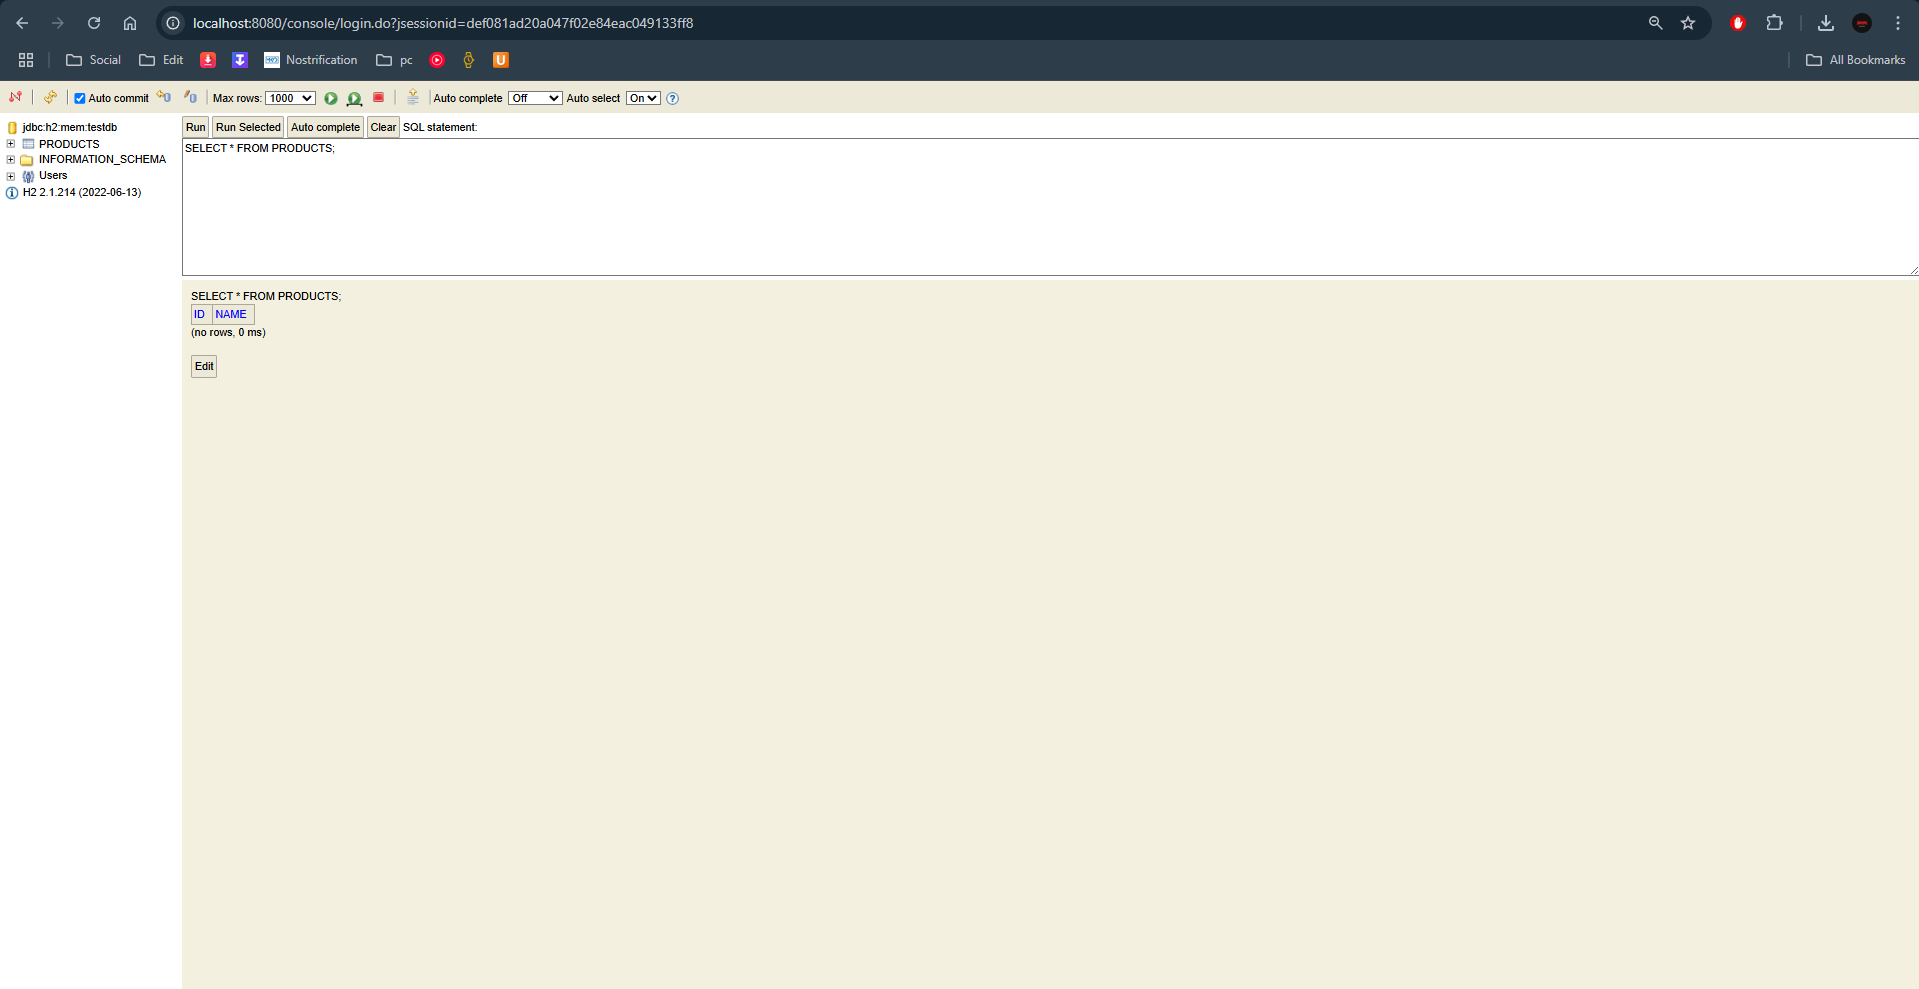 localhost:8080/console/login.do?jsessionid=def081ad20a047f02e84eac049133ff8
Social Edit Nostrification pc U All Bookmarks
Auto commit Max rows: 1000 Auto complete Off Auto select On
jdbc:h2:mem:testdb
PRODUCTS
INFORMATION_SCHEMA
Users
H2 2.1.214 (2022-06-13)
Run Run Selected Auto complete Clear SQL statement:
SELECT * FROM PRODUCTS;
SELECT * FROM PRODUCTS;
ID NAME
(no rows, 0 ms)
Edit